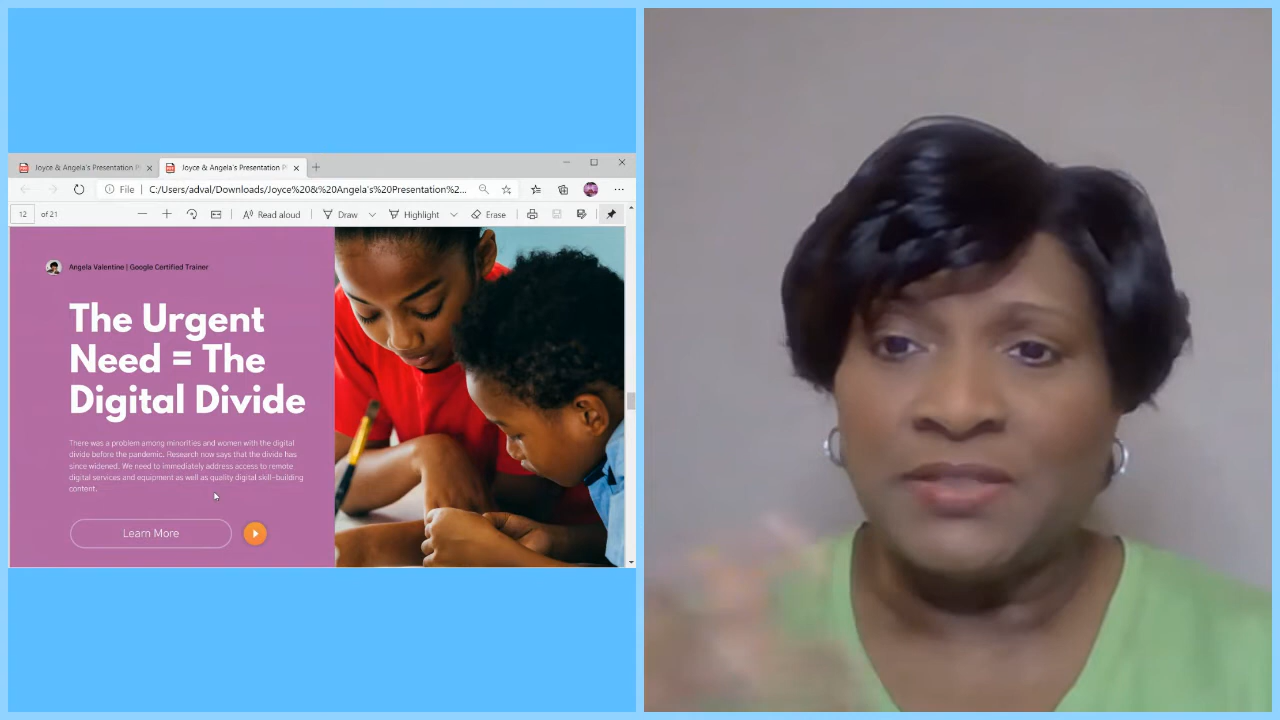 Joyce & Angela's Presentation P
Joyce & Angela's Presentation P
File
C:/Users/adval/Downloads/Joyce%20&%20Angela's%20Presentation%...
12 of 21
Read aloud
Draw
Highlight
Erase
Angela Valentine | Google Certified Trainer
The Urgent
Need = The
Digital Divide
There was a problem among minorities and women with the digital
divide before the pandemic. Research now says that the divide has
since widened. We need to immediately address access to remote
digital services and equipment as well as quality digital skill-building
content.
Learn More